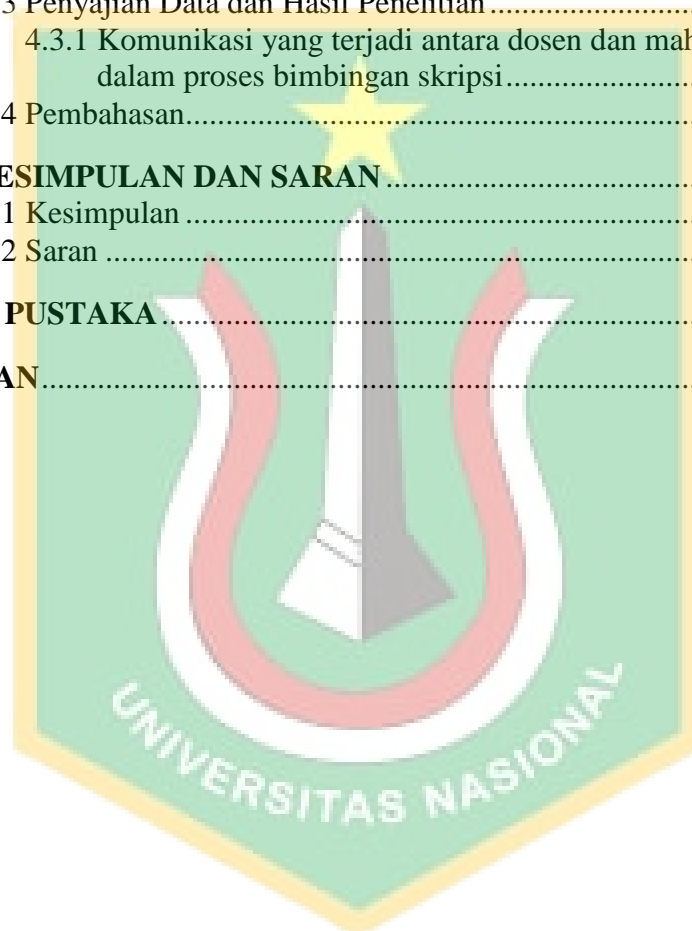 3 Penyajian Data dan Hasil Penelitian ..........................
4.3.1 Komunikasi yang terjadi antara dosen dan mah
dalam proses bimbingan skripsi..........................
4 Pembahasan..........................
ESIMPULAN DAN SARAN..........................
1 Kesimpulan ..........................
2 Saran ..........................
PUSTAKA..........................
AN..........................
UNIVERSITAS NASIONAL